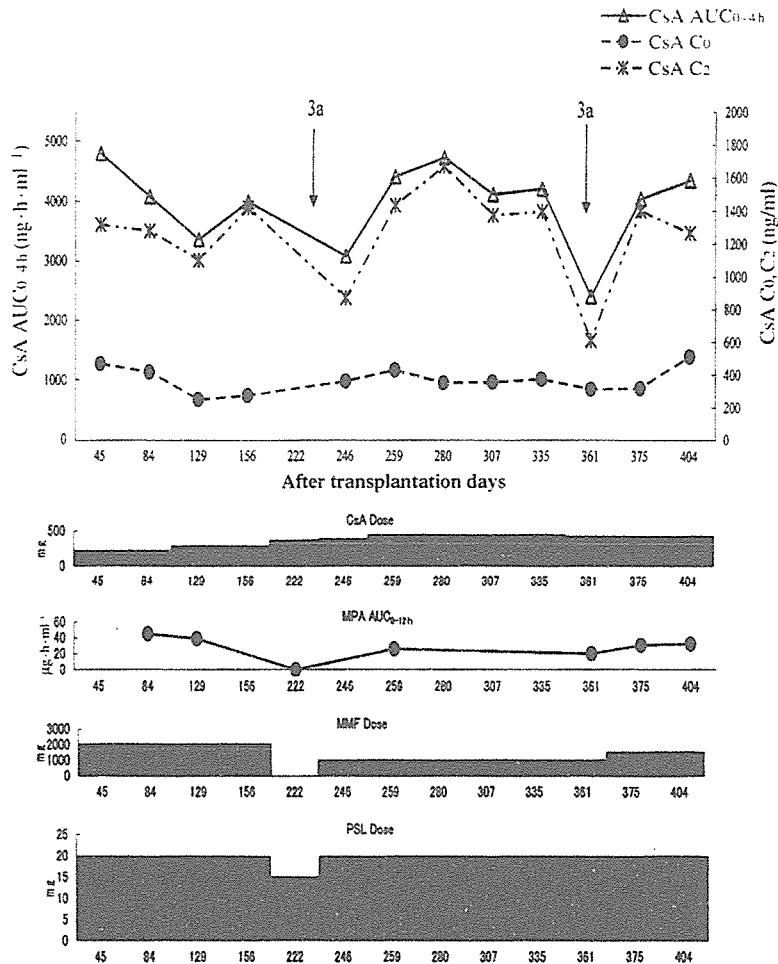 CsA AUC0-4h
CsA C0
CsA C2
3a
3a
CsA AUC0-4h (ng·h·ml⁻¹)
5000
4000
3000
2000
1000
0
2000
1800
1600
1400
1200
1000
800
600
400
200
0
CsA C0,C2 (ng/ml)
45 84 129 156 222 246 259 280 307 335 361 375 404
After transplantation days
CsA Dose
mg
500
0
45 84 129 156 222 246 259 280 307 335 361 375 404
MPA AUC0-12h
µg·h·ml⁻¹
60
40
20
0
45 84 129 156 222 246 259 280 307 335 361 375 404
MMF Dose
mg
3000
2000
1000
0
45 84 129 156 222 246 259 280 307 335 361 375 404
PSL Dose
mg
25
20
15
10
5
0
45 84 129 156 222 246 259 280 307 335 361 375 404